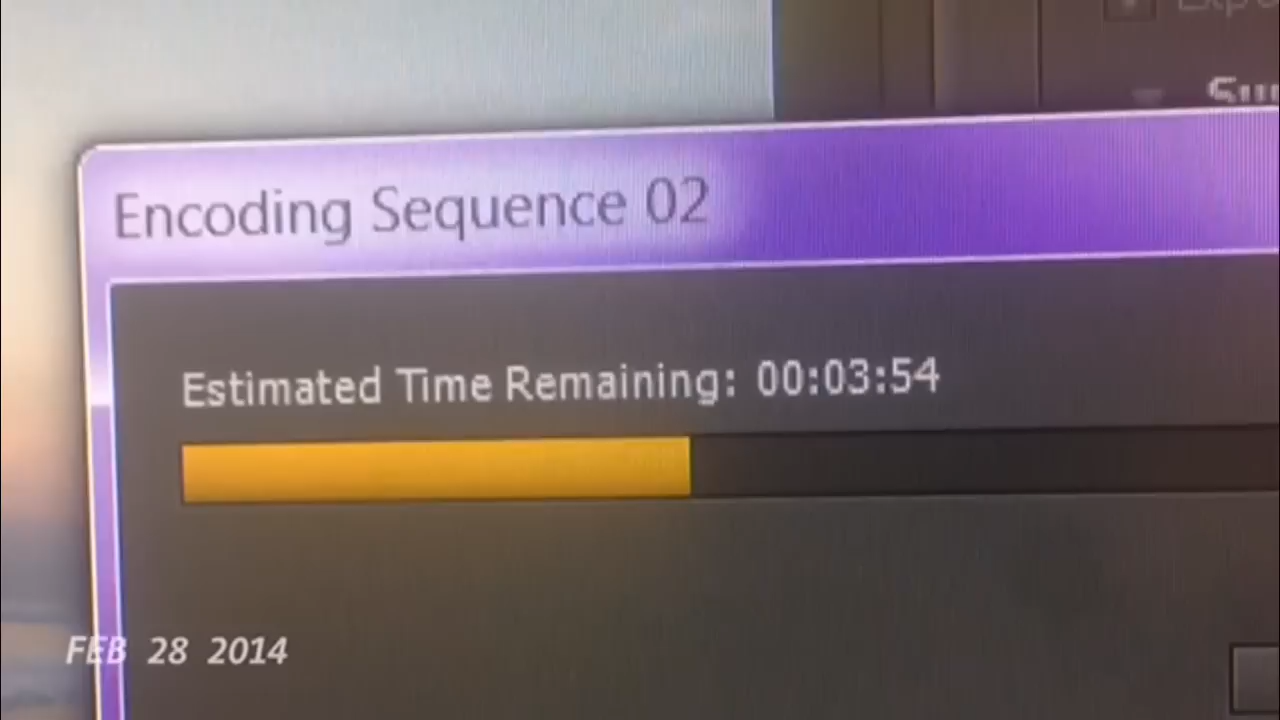 Encoding Sequence 02
Estimated Time Remaining: 00:03:54
FEB 28 2014